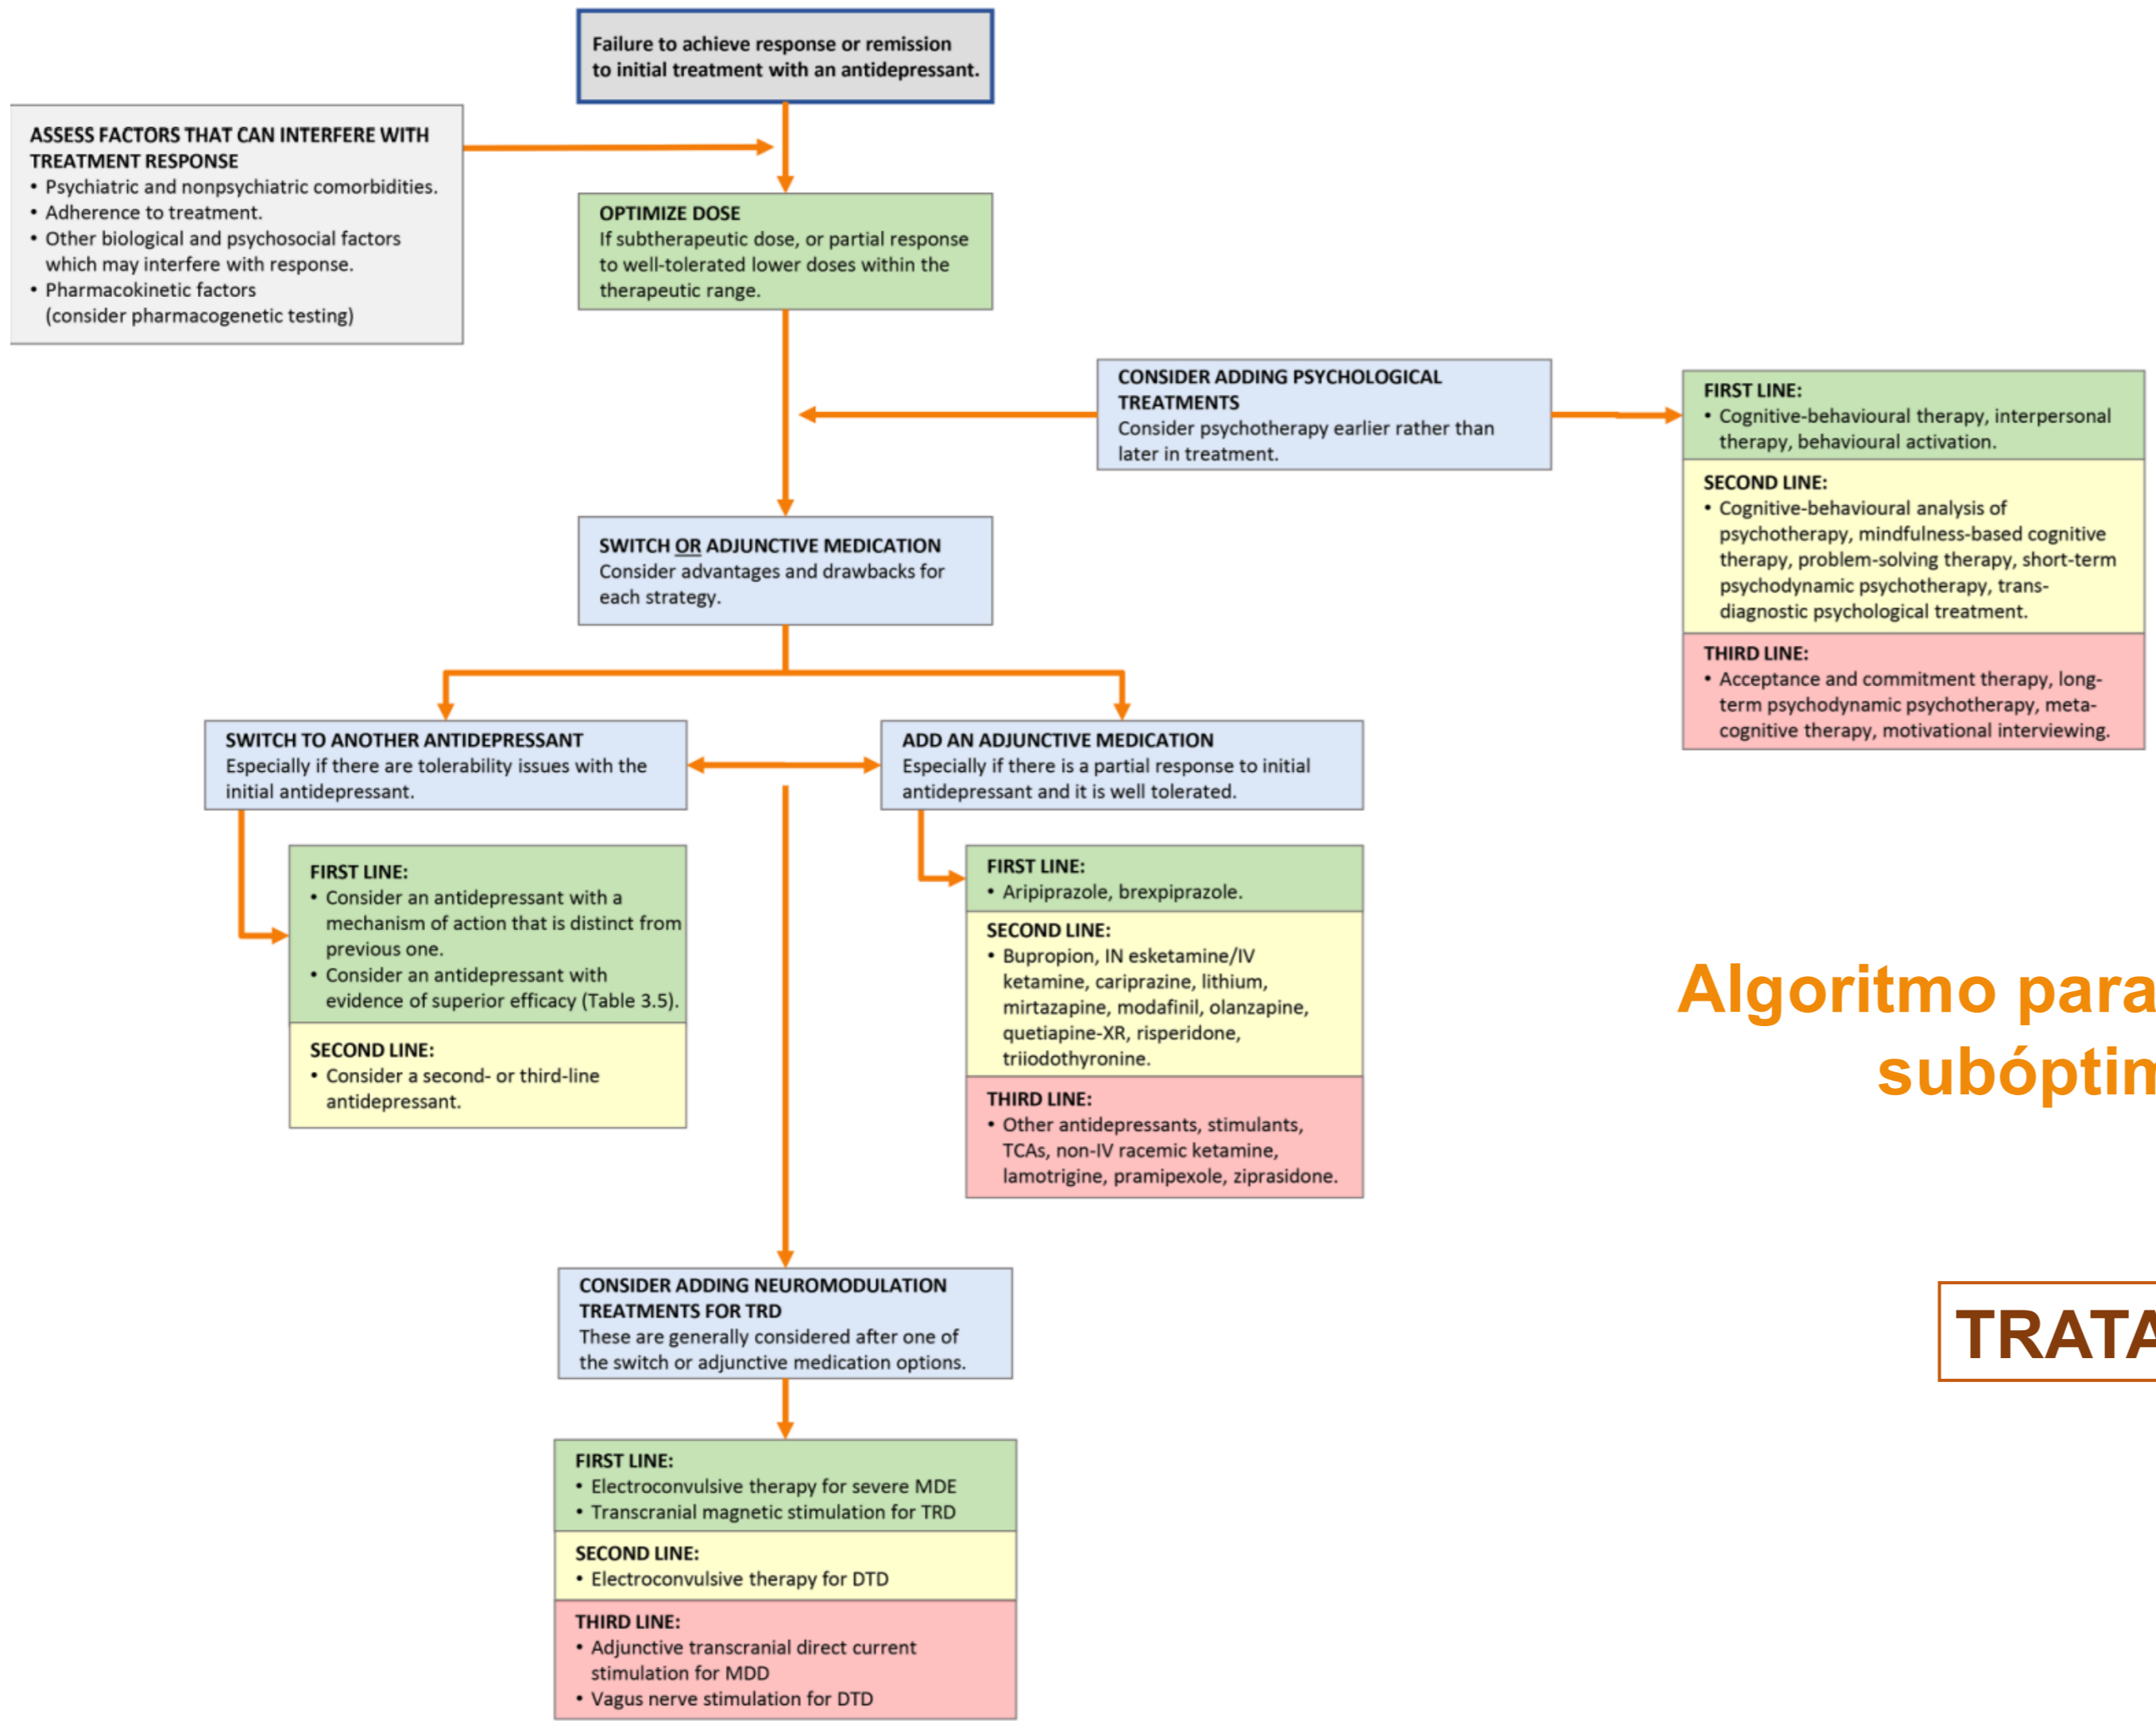 Failure to achieve response or remission
to initial treatment with an antidepressant.
ASSESS FACTORS THAT CAN INTERFERE WITH
TREATMENT RESPONSE
• Psychiatric and nonpsychiatric comorbidities.
• Adherence to treatment.
• Other biological and psychosocial factors
which may interfere with response.
• Pharmacokinetic factors
(consider pharmacogenetic testing)
OPTIMIZE DOSE
If subtherapeutic dose, or partial response
to well-tolerated lower doses within the
therapeutic range.
CONSIDER ADDING PSYCHOLOGICAL
TREATMENTS
Consider psychotherapy earlier rather than
later in treatment.
FIRST LINE:
• Cognitive-behavioural therapy, interpersonal
therapy, behavioural activation.
SECOND LINE:
• Cognitive-behavioural analysis of
psychotherapy, mindfulness-based cognitive
therapy, problem-solving therapy, short-term
psychodynamic psychotherapy, trans-
diagnostic psychological treatment.
THIRD LINE:
• Acceptance and commitment therapy, long-
term psychodynamic psychotherapy, meta-
cognitive therapy, motivational interviewing.
SWITCH OR ADJUNCTIVE MEDICATION
Consider advantages and drawbacks for
each strategy.
SWITCH TO ANOTHER ANTIDEPRESSANT
Especially if there are tolerability issues with the
initial antidepressant.
FIRST LINE:
• Consider an antidepressant with a
mechanism of action that is distinct from
previous one.
• Consider an antidepressant with
evidence of superior efficacy (Table 3.5).
SECOND LINE:
• Consider a second- or third-line
antidepressant.
ADD AN ADJUNCTIVE MEDICATION
Especially if there is a partial response to initial
antidepressant and it is well tolerated.
FIRST LINE:
• Aripiprazole, brexpiprazole.
SECOND LINE:
• Bupropion, IN esketamine/IV
ketamine, cariprazine, lithium,
mirtazapine, modafinil, olanzapine,
quetiapine-XR, risperidone,
triiodothyronine.
THIRD LINE:
• Other antidepressants, stimulants,
TCAs, non-IV racemic ketamine,
lamotrigine, pramipexole, ziprasidone.
CONSIDER ADDING NEUROMODULATION
TREATMENTS FOR TRD
These are generally considered after one of
the switch or adjunctive medication options.
FIRST LINE:
• Electroconvulsive therapy for severe MDE
• Transcranial magnetic stimulation for TRD
SECOND LINE:
• Electroconvulsive therapy for DTD
THIRD LINE:
• Adjunctive transcranial direct current
stimulation for MDD
• Vagus nerve stimulation for DTD
Algoritmo para
subóptim
TRATA